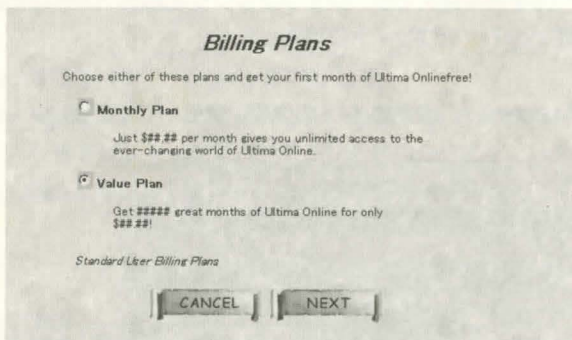 Billing Plans
Choose either of these plans and get your first month of Ultima Onlinefree!
Monthly Plan
Just $##.## per month gives you unlimited access to the
ever-changing world of Ultima Online.
Value Plan
Get ##### great months of Ultima Online for only
$##.##!
Standard User Billing Plans
CANCEL
NEXT